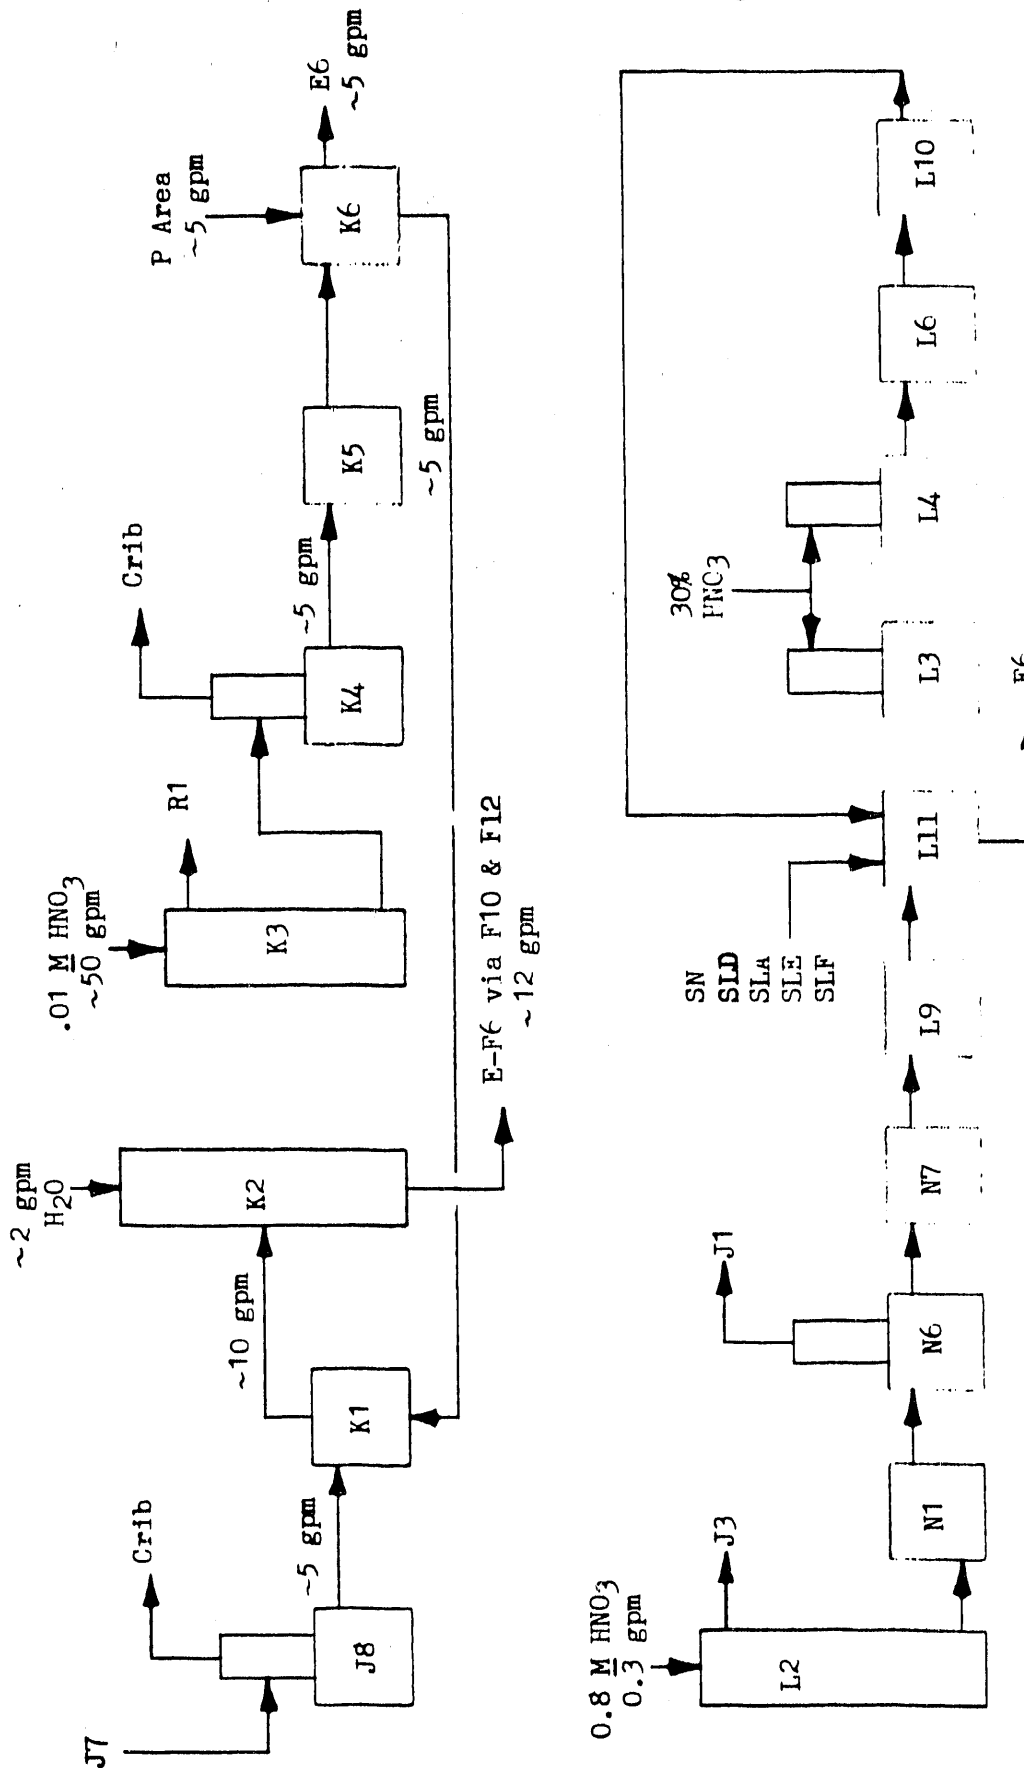 J7
Crib
J8
~5 gpm
K1
~10 gpm
~2 gpm
H2O
K2
E-F6 via F10 & F12
~12 gpm
.01 M HNO3
~50 gpm
K3
R1
Crib
K4
~5 gpm
K5
~5 gpm
P Area
~5 gpm
K6
E6
~5 gpm
0.8 M HNO3
0.3 gpm
L2
J3
N1
N6
J1
N7
L9
SN
SLD
SLA
SLE
SLF
L11
L3
30%
HNO3
L4
L6
L10